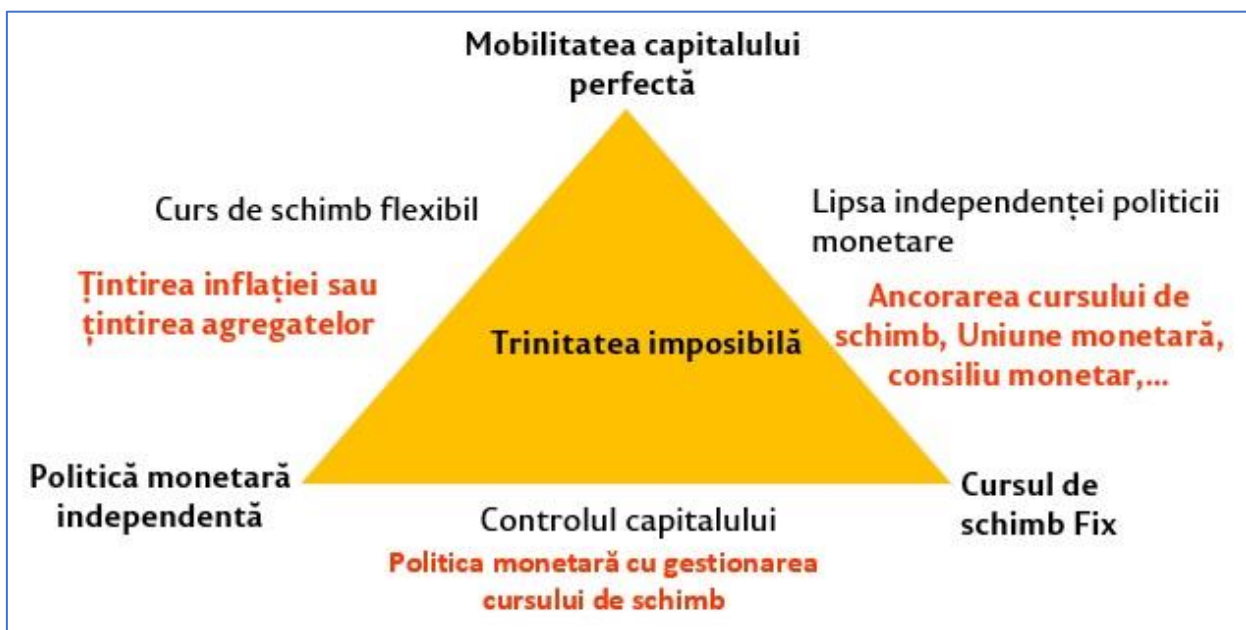 Mobilitatea capitalului
perfectă
Curs de schimb flexibil
Țintirea inflației sau
țintirea agregatelor
Lipsa independenței politicii
monetare
Ancorarea cursului de
schimb, Uniune monetară,
consiliu monetar,...
Trinitatea imposibilă
Politică monetară
independentă
Controlul capitalului
Politica monetară cu gestionarea
cursului de schimb
Cursul de
schimb Fix